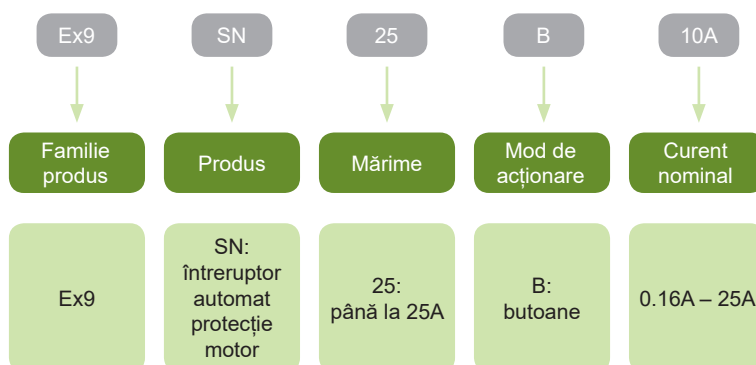 Ex9
SN
25
B
10A
Familie
produs
Produs
Mărime
Mod de
acționare
Curent
nominal
Ex9
SN:
întreruptor
automat
protecție
motor
25:
până la 25A
B:
butoane
0.16A – 25A